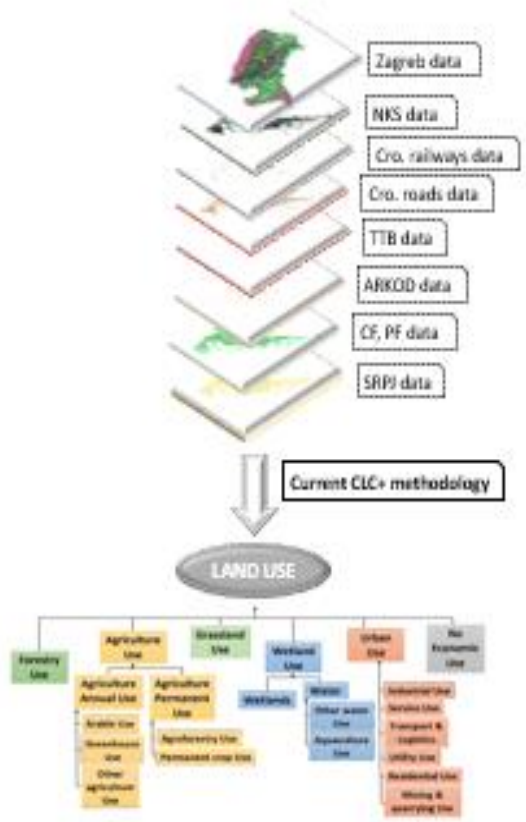 Zagreb data
NKS data
Cro. railways data
Cro. roads data
TTB data
ARKOD data
CF, PF data
SRPJ data
Current CLC+ methodology
LAND USE
Forestry
Use
Agriculture
Use
Grassland
Use
Wetland
Use
Urban
Use
No
Economic
Use
Agriculture
Annual Use
Agriculture
Permanent
Use
Wetlands
Water
Arable Use
Greenhouse
Use
Other
agriculture
Use
Agroforestry Use
Permanent crop Use
Other water
Use
Aquaculture Use
Industrial Use
Service Use
Transport &
Logistics
Utility Use
Residential Use
Mining &
quarrying Use